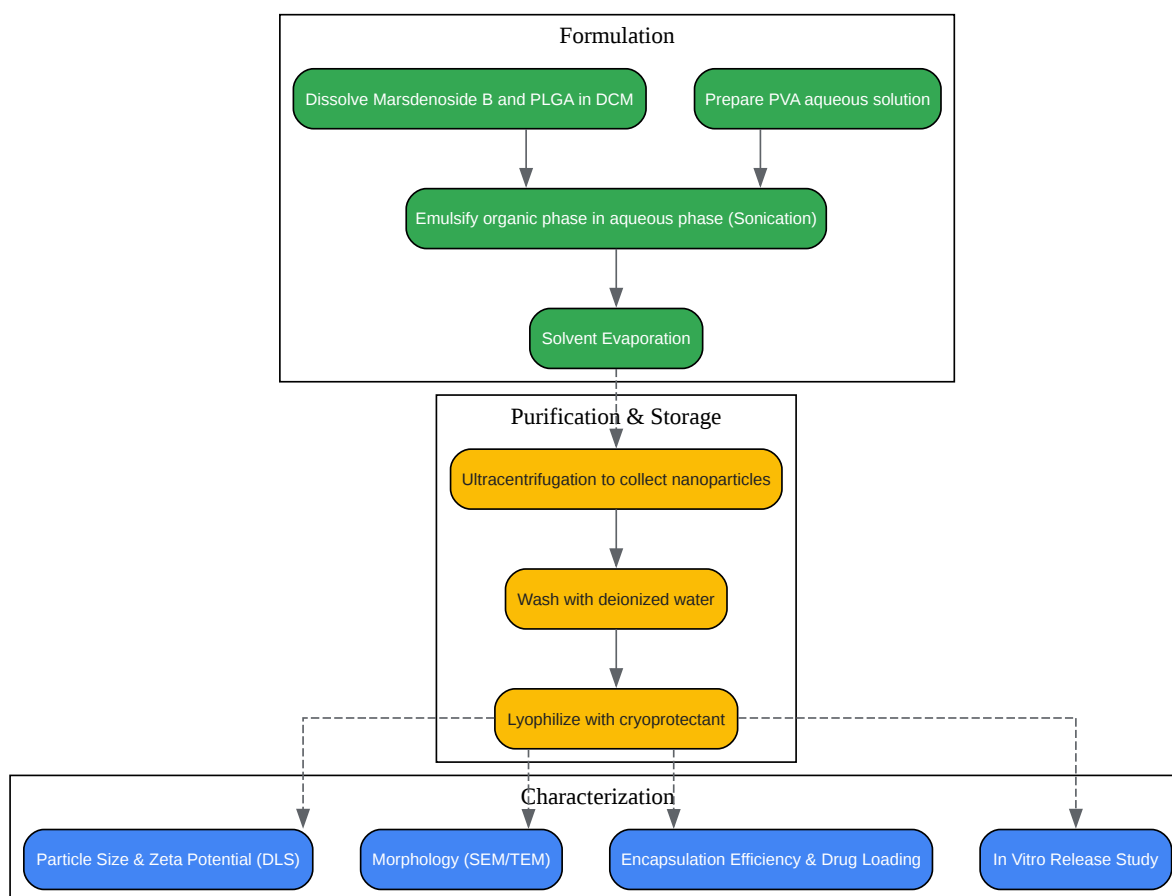 Formulation
Dissolve Marsdenoside B and PLGA in DCM
Prepare PVA aqueous solution
Emulsify organic phase in aqueous phase (Sonication)
Solvent Evaporation
Purification & Storage
Ultracentrifugation to collect nanoparticles
Wash with deionized water
Lyophilize with cryoprotectant
Characterization
Particle Size & Zeta Potential (DLS)
Morphology (SEM/TEM)
Encapsulation Efficiency & Drug Loading
In Vitro Release Study